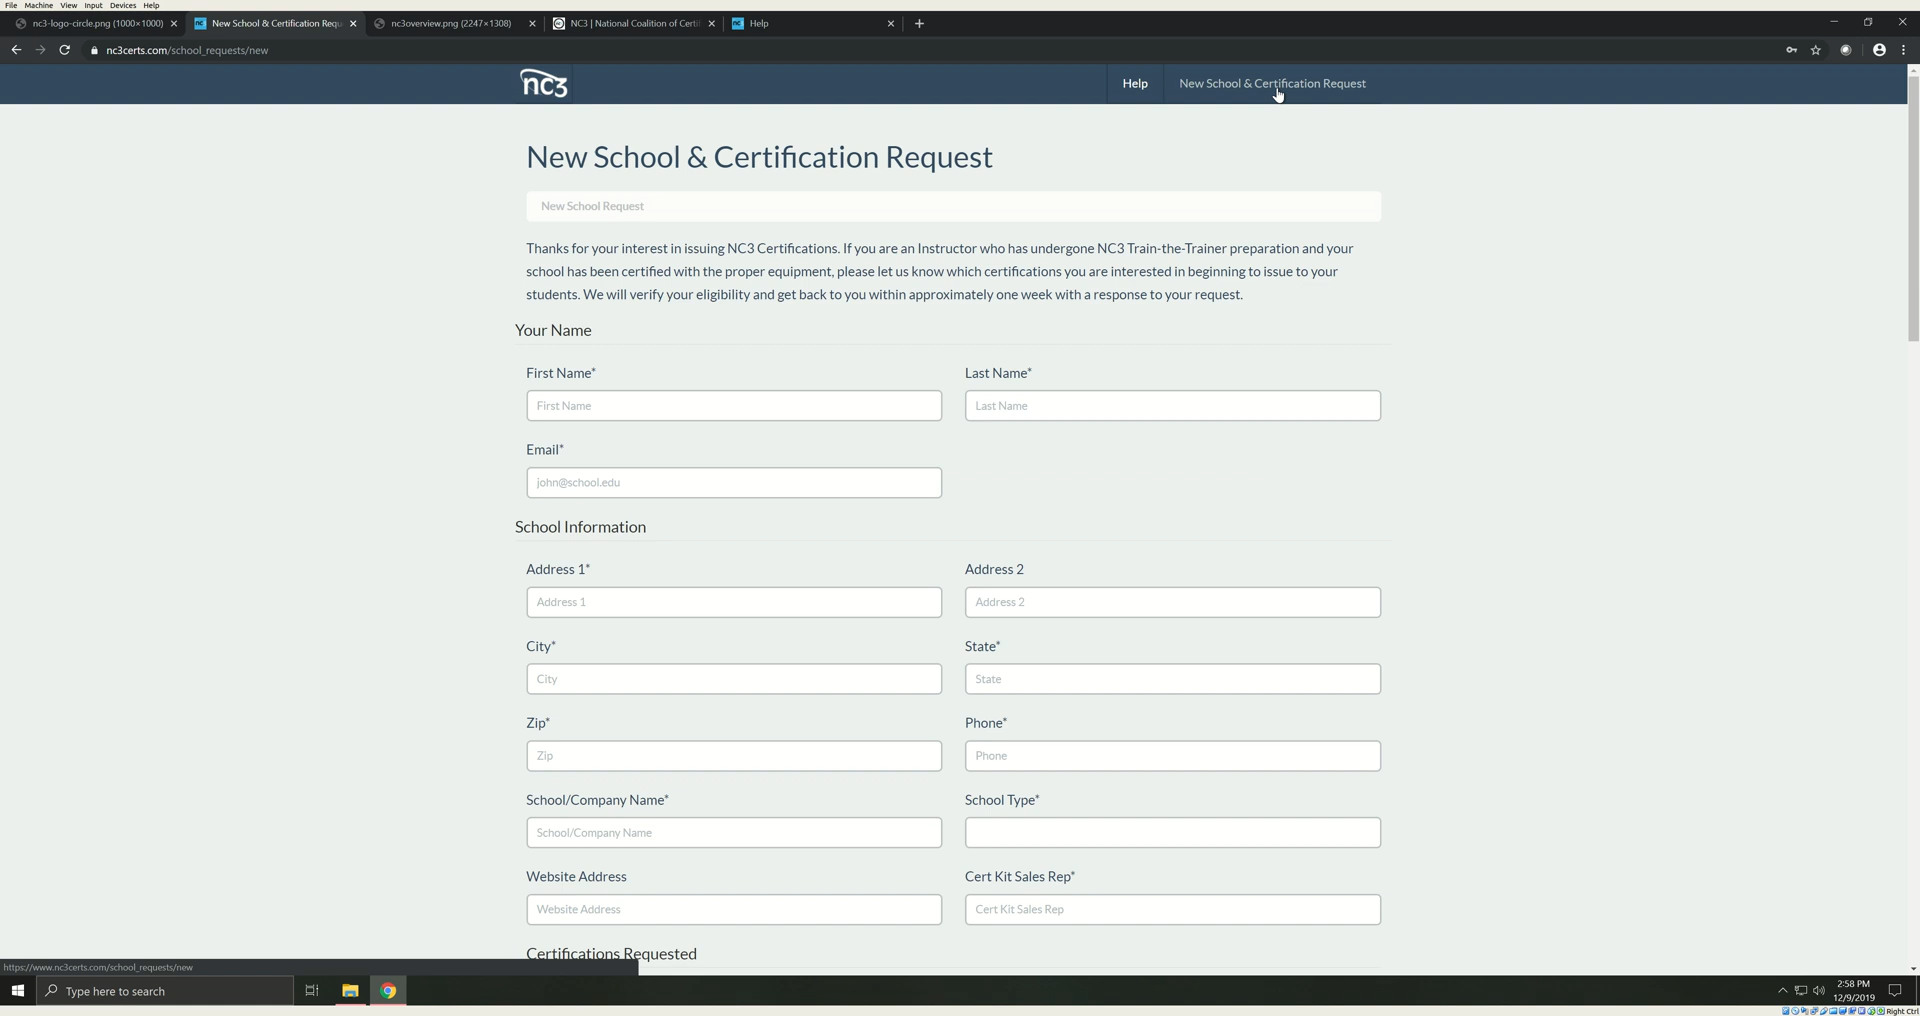 File Machine View Input Devices Help
nc3-logo-circle.png (1000×1000)
New School & Certification Requ
nc3overview.png (2247×1308)
NC3 | National Coalition of Certif
Help
nc3certs.com/school_requests/new
nc3
Help
New School & Certification Request
New School & Certification Request
New School Request
Thanks for your interest in issuing NC3 Certifications. If you are an Instructor who has undergone NC3 Train-the-Trainer preparation and your
school has been certified with the proper equipment, please let us know which certifications you are interested in beginning to issue to your
students. We will verify your eligibility and get back to you within approximately one week with a response to your request.
Your Name
First Name*
Last Name*
First Name
Last Name
Email*
john@school.edu
School Information
Address 1*
Address 2
Address 1
Address 2
City*
State*
City
State
Zip*
Phone*
Zip
Phone
School/Company Name*
School Type*
School/Company Name
Website Address
Cert Kit Sales Rep*
Website Address
Cert Kit Sales Rep
Certifications Requested
https://www.nc3certs.com/school_requests/new
Type here to search
2:58 PM
12/9/2019
Right Ctrl